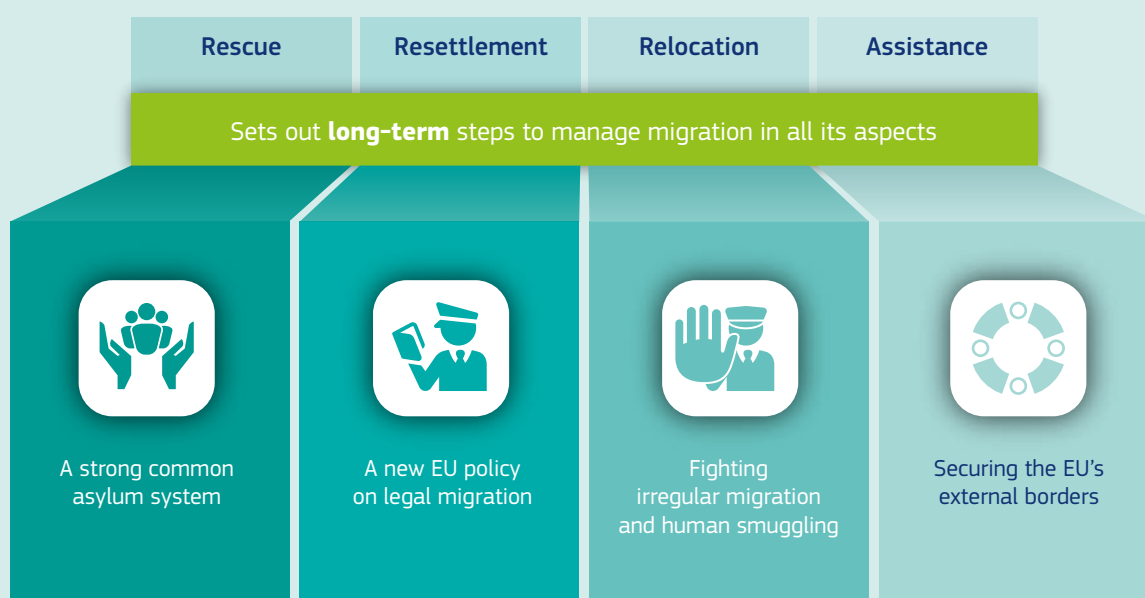 Rescue
Resettlement
Relocation
Assistance
Sets out long-term steps to manage migration in all its aspects
A strong common
asylum system
A new EU policy
on legal migration
Fighting
irregular migration
and human smuggling
Securing the EU's
external borders